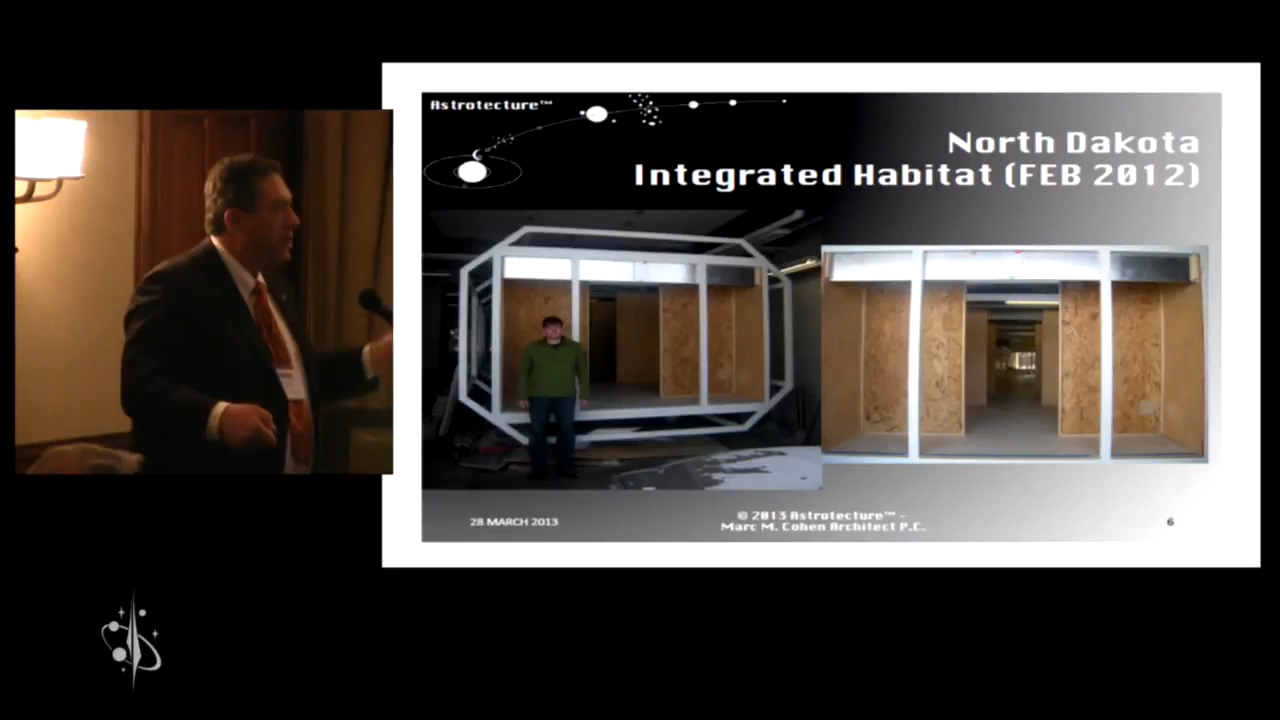 Astrotecture™
North Dakota
Integrated Habitat (FEB 2012)
28 MARCH 2013
© 2013 Astrotecture™ –
Marc M. Cohen Architect P.C.
6